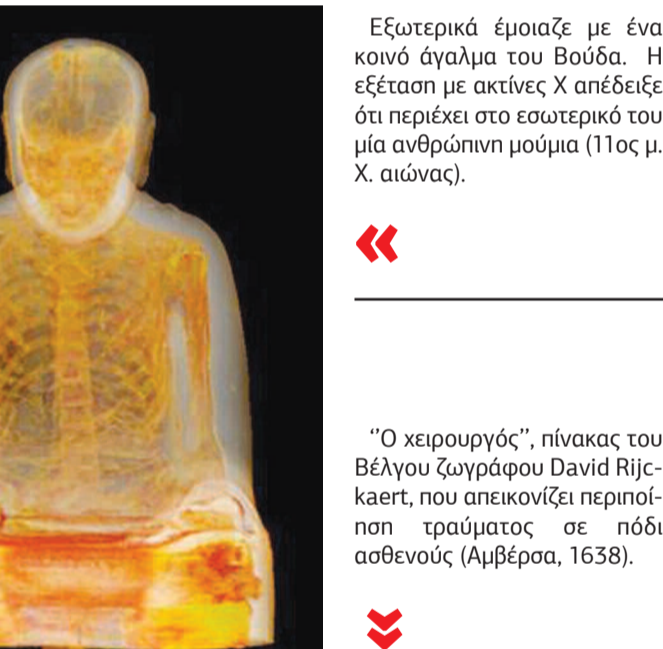 Εξωτερικά έμοιαζε με ένα
κοινό άγαλμα του Βούδα. Η
εξέταση με ακτίνες Χ απέδειξε
ότι περιέχει στο εσωτερικό του
μία ανθρώπινη μούμια (11ος μ.
Χ. αιώνας).
‘’Ο χειρουργός’’, πίνακας του
Βέλγου ζωγράφου David Rijc-
kaert, που απεικονίζει περιποί-
ηση τραύματος σε πόδι
ασθενούς (Αμβέρσα, 1638).